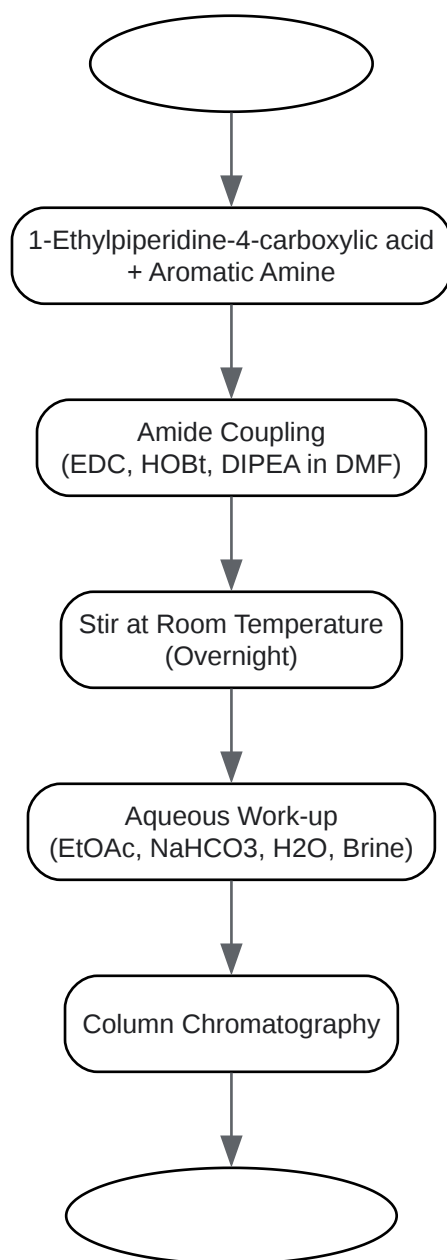 1-Ethylpiperidine-4-carboxylic acid
+ Aromatic Amine
Amide Coupling
(EDC, HOBt, DIPEA in DMF)
Stir at Room Temperature
(Overnight)
Aqueous Work-up
(EtOAc, NaHCO3, H2O, Brine)
Column Chromatography